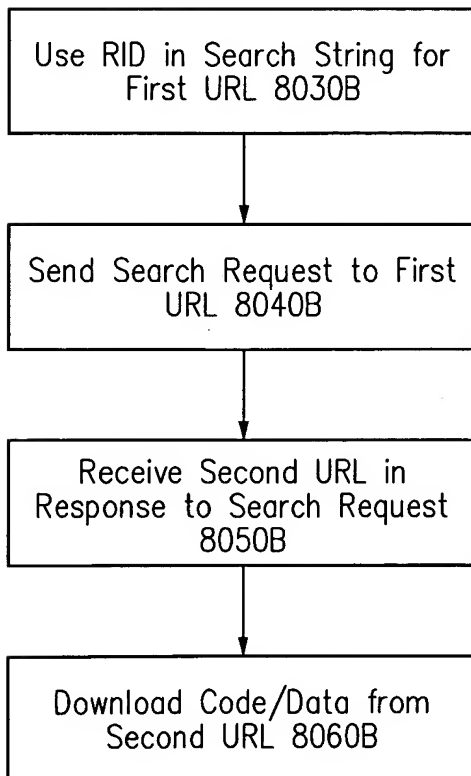 Use RID in Search String for
First URL 8030B
Send Search Request to First
URL 8040B
Receive Second URL in
Response to Search Request
8050B
Download Code/Data from
Second URL 8060B